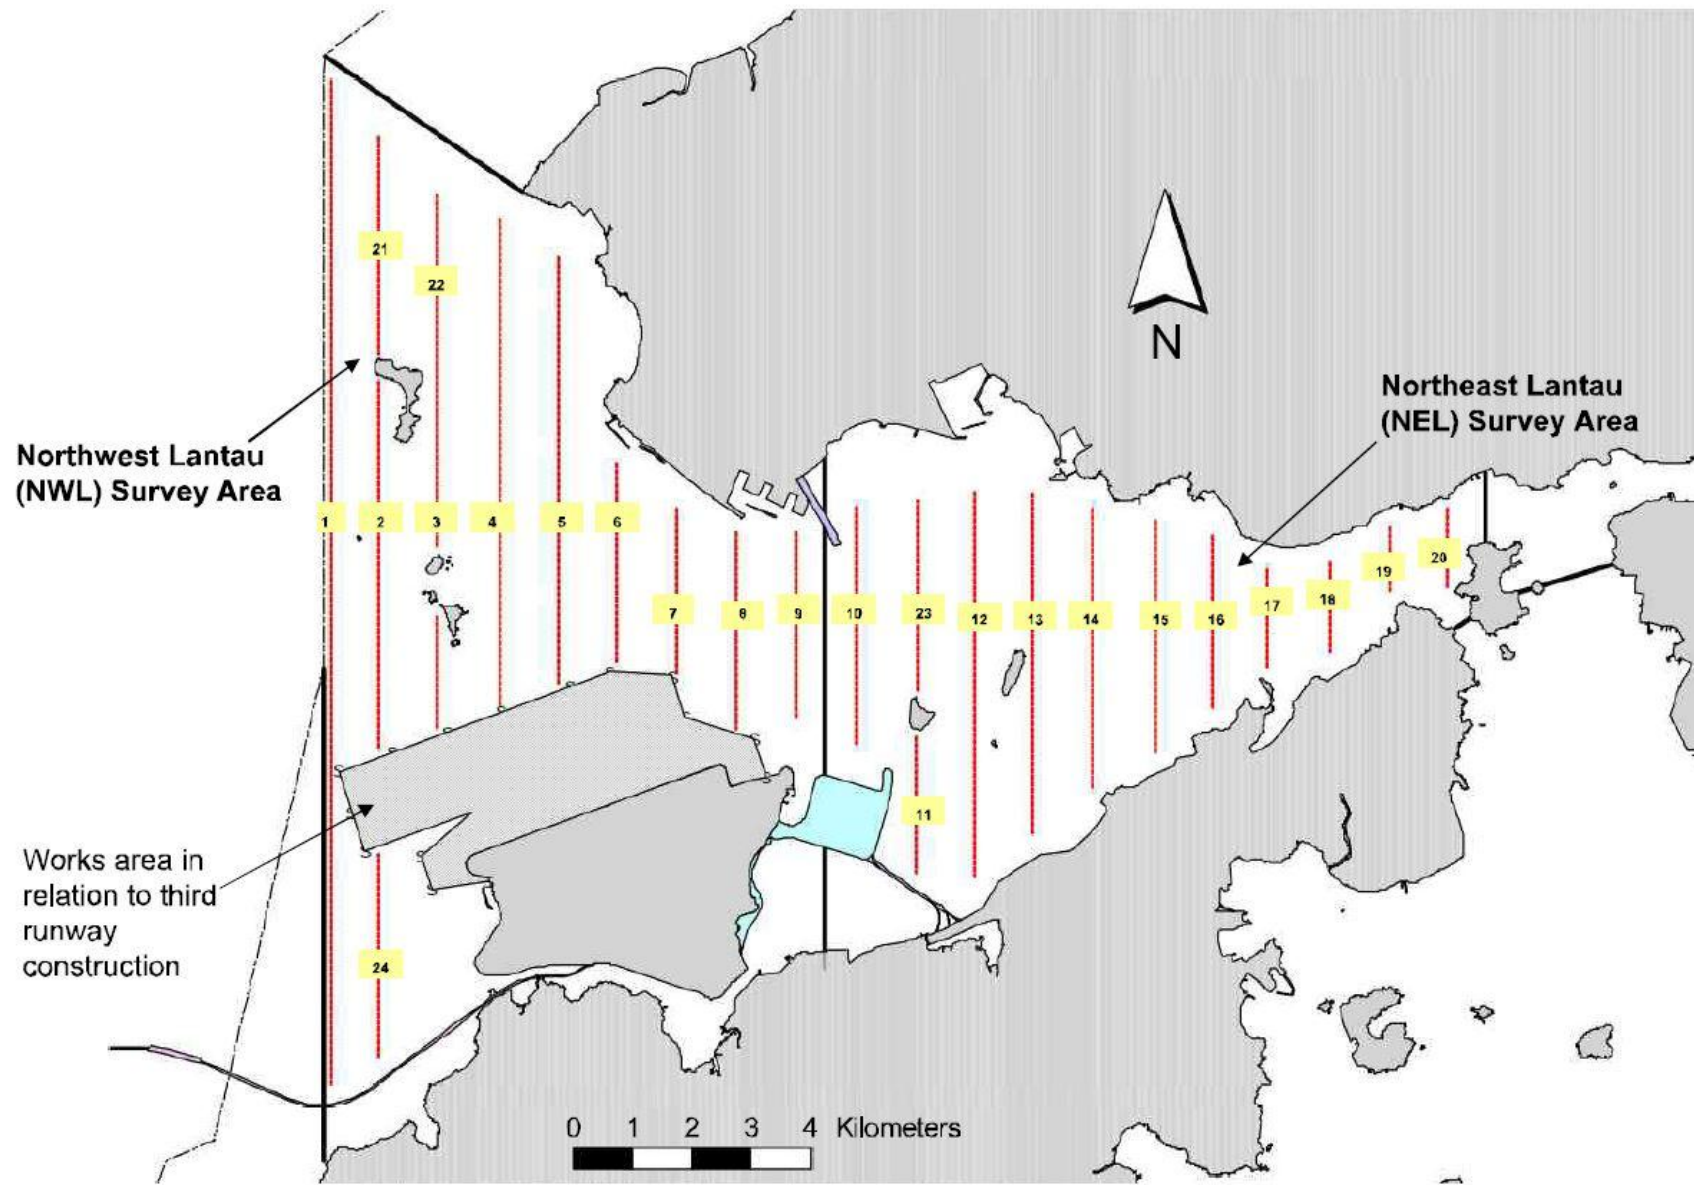 21
22
N
Northeast Lantau
(NEL) Survey Area
Northwest Lantau
(NWL) Survey Area
1 2 3 4 5 6
7 8 9 10 23 12 13 14 15 16 17 18 19 20
11
Works area in
relation to third
runway
construction
24
0 1 2 3 4 Kilometers